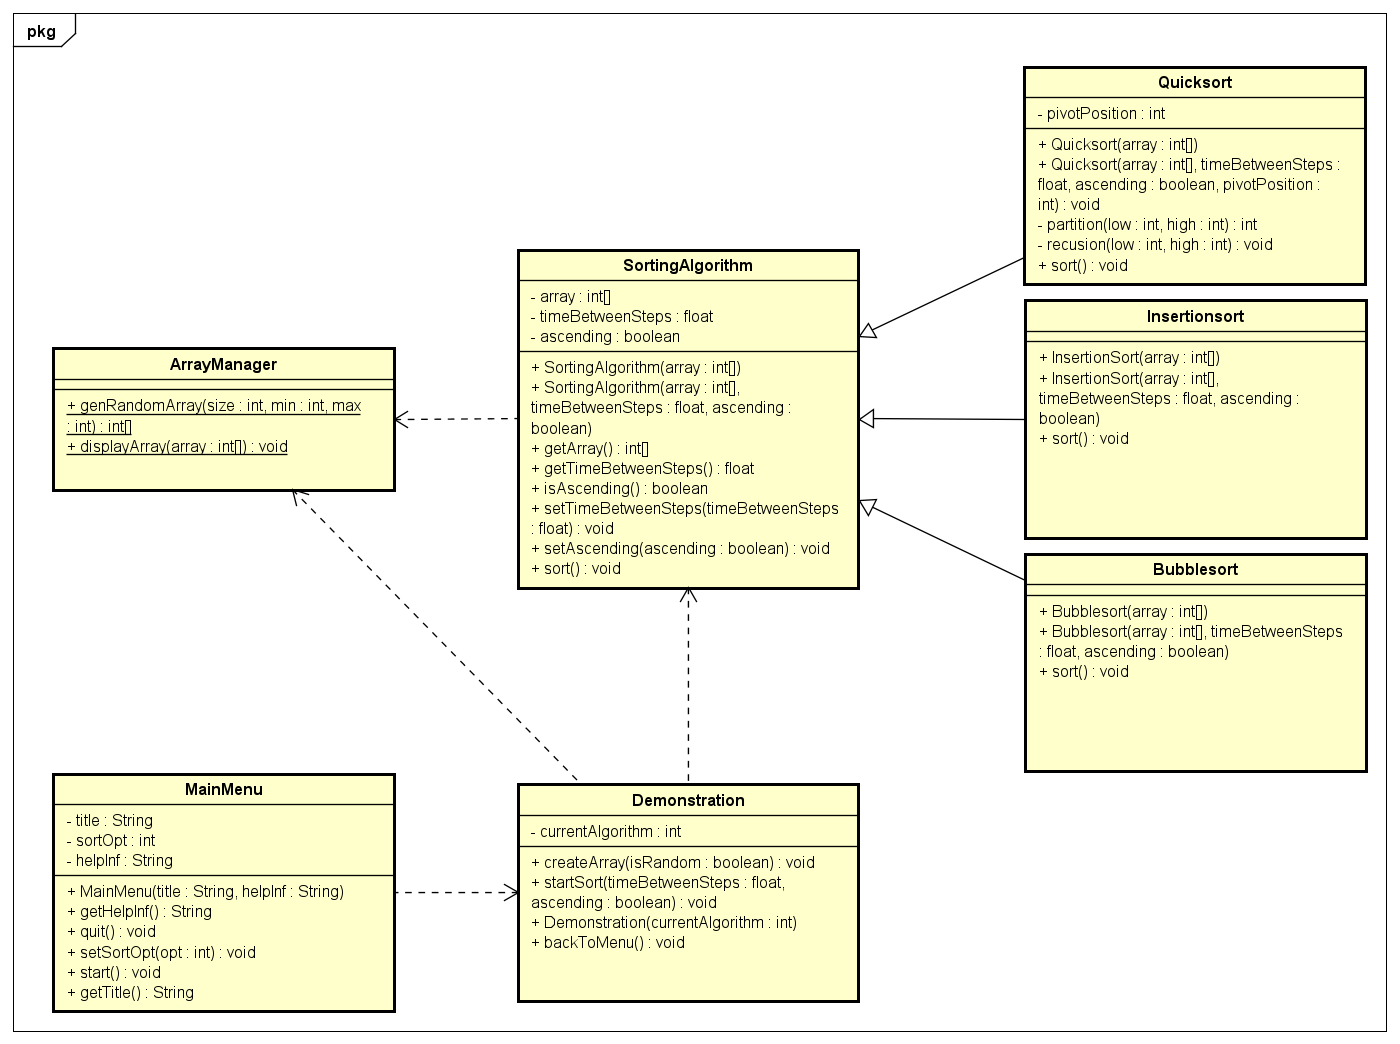 pkg
Quicksort
- pivotPosition : int
+ Quicksort(array : int[])
+ Quicksort(array : int[], timeBetweenSteps :
float, ascending : boolean, pivotPosition :
int) : void
- partition(low : int, high : int) : int
- recusion(low : int, high : int) : void
+ sort() : void
SortingAlgorithm
- array : int[]
- timeBetweenSteps : float
- ascending : boolean
+ SortingAlgorithm(array : int[])
+ SortingAlgorithm(array : int[],
timeBetweenSteps : float, ascending :
boolean)
+ getArray() : int[]
+ getTimeBetweenSteps() : float
+ isAscending() : boolean
+ setTimeBetweenSteps(timeBetweenSteps
: float) : void
+ setAscending(ascending : boolean) : void
+ sort() : void
Insertionsort
+ InsertionSort(array : int[])
+ InsertionSort(array : int[],
timeBetweenSteps : float, ascending :
boolean)
+ sort() : void
ArrayManager
+ genRandomArray(size : int, min : int, max
: int) : int[]
+ displayArray(array : int[]) : void
Bubblesort
+ Bubblesort(array : int[])
+ Bubblesort(array : int[], timeBetweenSteps
: float, ascending : boolean)
+ sort() : void
MainMenu
- title : String
- sortOpt : int
- helpInf : String
+ MainMenu(title : String, helpInf : String)
+ getHelpInf() : String
+ quit() : void
+ setSortOpt(opt : int) : void
+ start() : void
+ getTitle() : String
Demonstration
- currentAlgorithm : int
+ createArray(isRandom : boolean) : void
+ startSort(timeBetweenSteps : float,
ascending : boolean) : void
+ Demonstration(currentAlgorithm : int)
+ backToMenu() : void